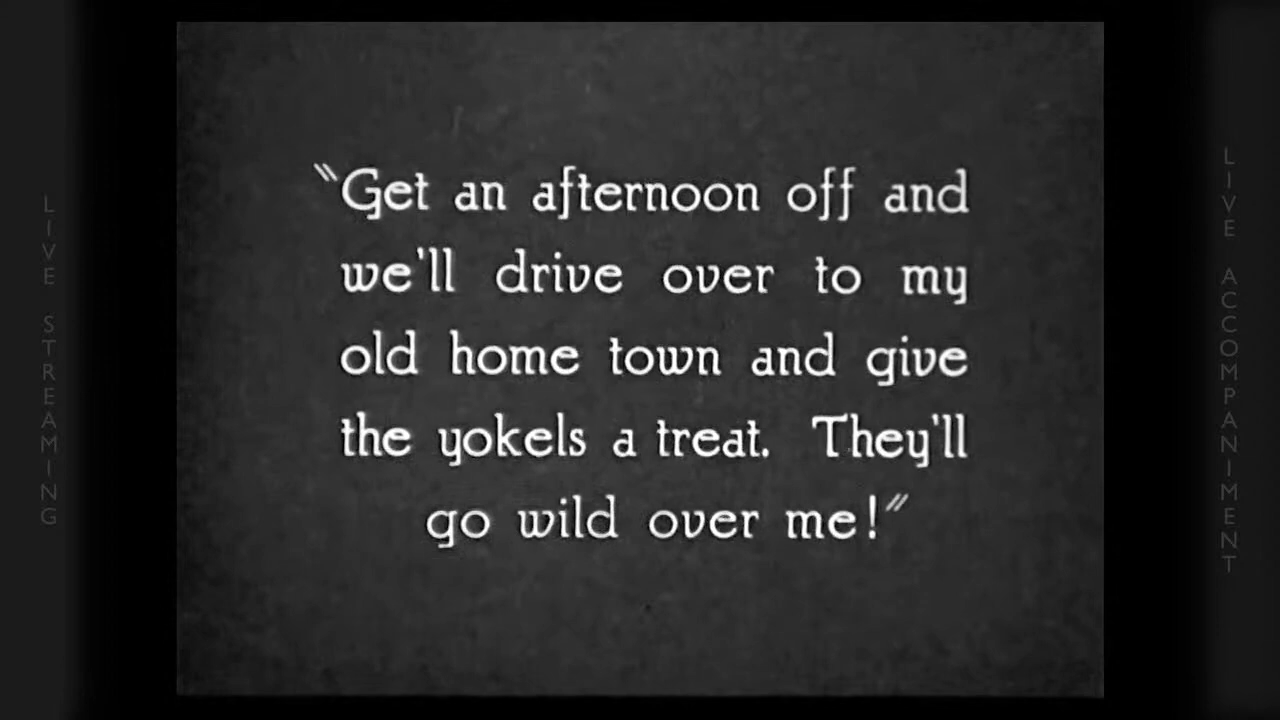 "Get an afternoon off and
we'll drive over to my
old home town and give
the yokels a treat. They'll
go wild over me!"
LIVE STREAMING
LIVE ACCOMPANIMENT